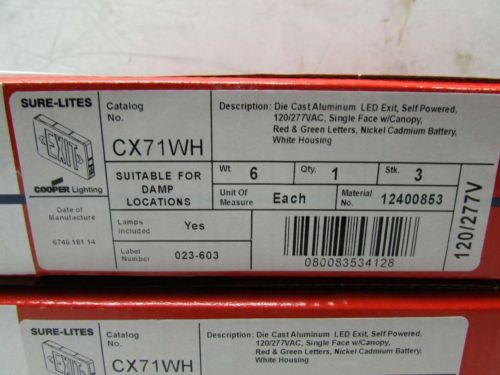 SURE-LITES
EXIT
COOPER Lighting
Date of
Manufacture
6746 181 14
Catalog
No.
CX71WH
SUITABLE FOR
DAMP
LOCATIONS
Lamps
included
Yes
Label
Number
023-603
Description: Die Cast Aluminum LED Exit, Self Powered,
120/277VAC, Single Face w/Canopy,
Red & Green Letters, Nickel Cadmium Battery,
White Housing
Wt. 6
Qty. 1
Stk. 3
Unit Of
Measure
Each
Material
No.
12400853
080083534128
120/277V
SURE-LITES
EXIT
Catalog
No.
CX71WH
Description: Die Cast Aluminum LED Exit, Self Powered,
120/277VAC, Single Face w/Canopy,
Red & Green Letters, Nickel Cadmium Battery,
White Housing